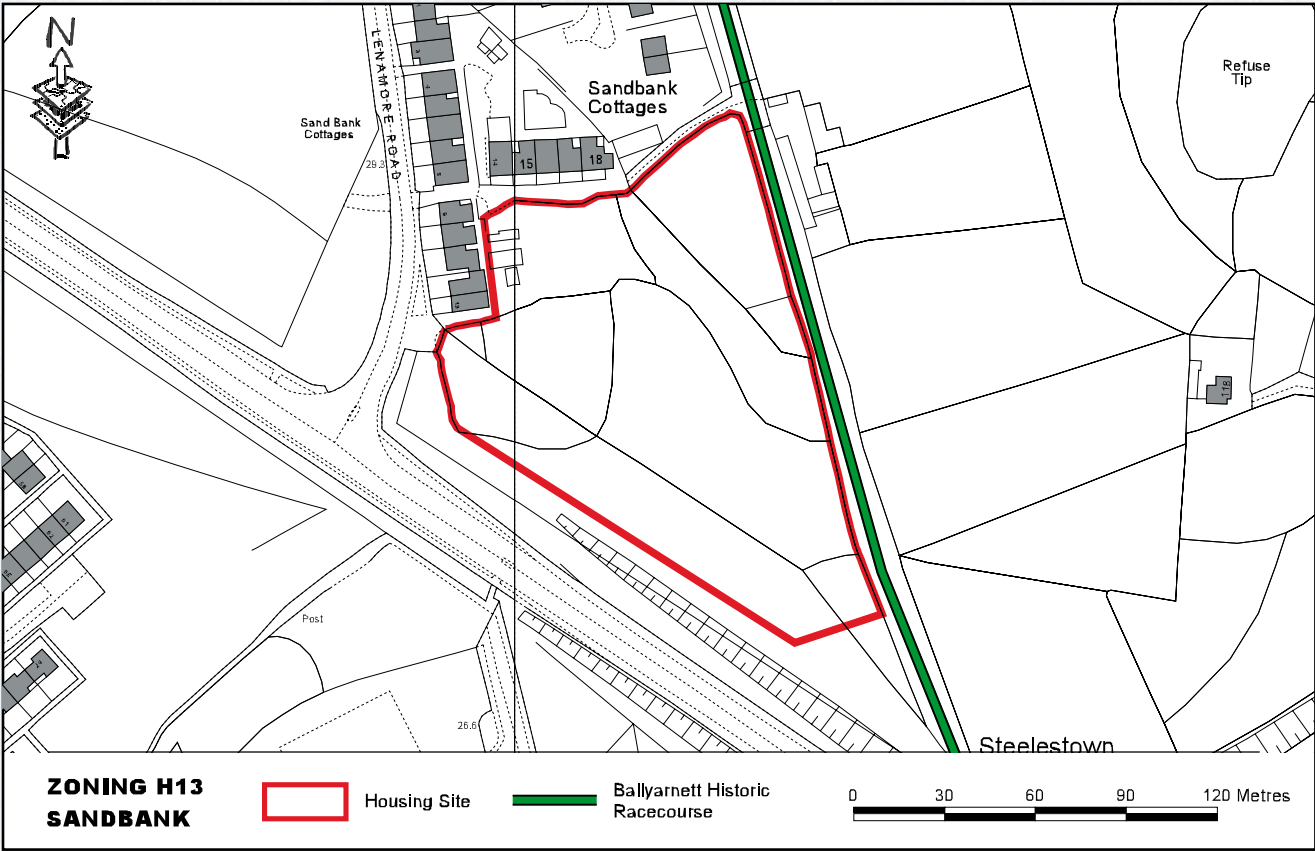 N
LENAMORE ROAD
Sand Bank
Cottages
29.3
Sandbank
Cottages
14
15
18
Refuse
Tip
118
Post
26.6
Steelestown
ZONING H13
SANDBANK
Housing Site
Ballyarnett Historic
Racecourse
0 30 60 90 120 Metres